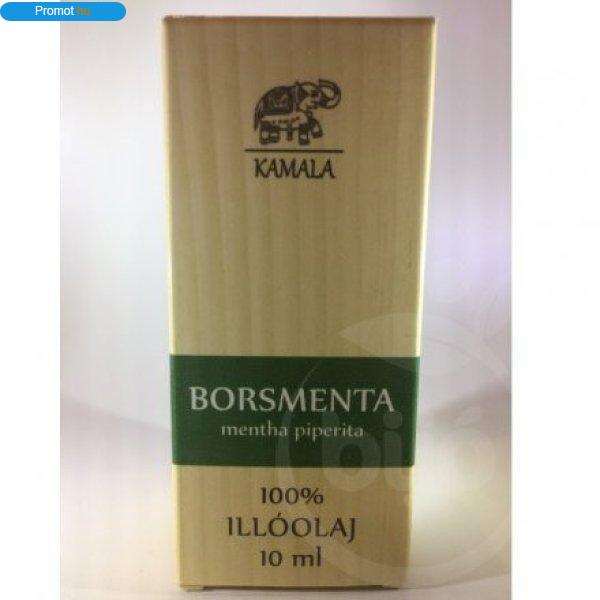 Promot.hu
KAMALA
BORSMENTA
mentha piperita
100%
ILLÓOLAJ
10 ml